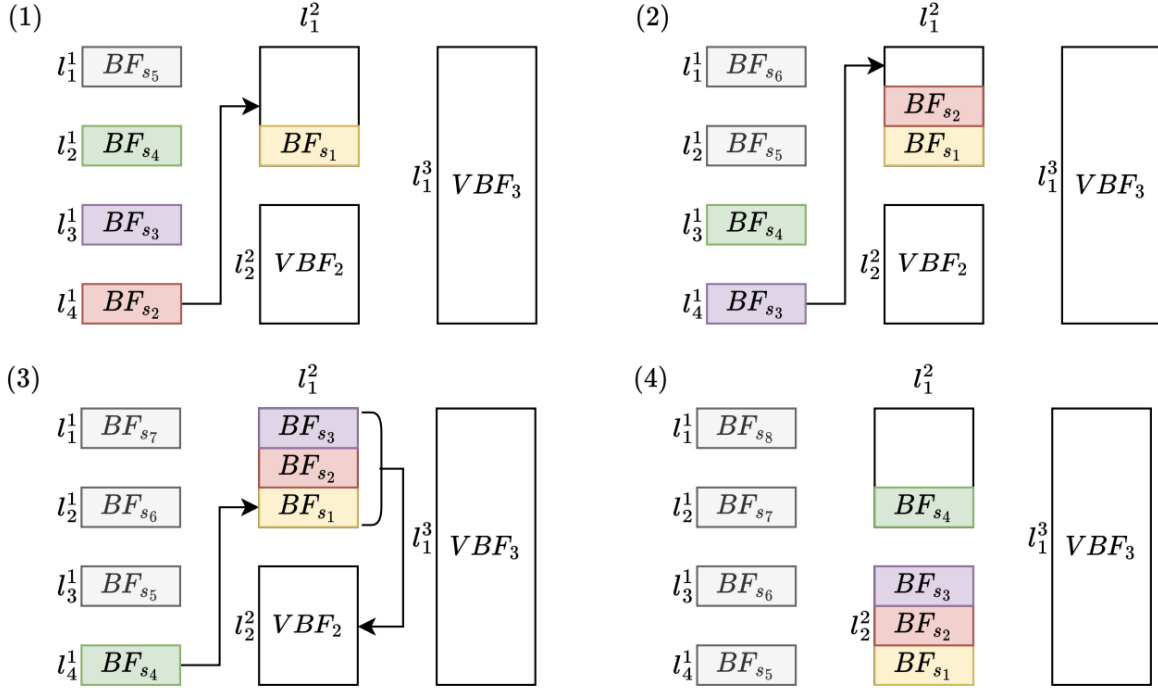 (1)
l_1^2
l_1^1 BF_{s_5}
l_2^1 BF_{s_4}
BF_{s_1}
l_3^1 BF_{s_3}
l_1^3 VBF_3
l_4^1 BF_{s_2}
l_2^2 VBF_2
(2)
l_1^2
l_1^1 BF_{s_6}
BF_{s_2}
l_2^1 BF_{s_5}
BF_{s_1}
l_3^1 BF_{s_4}
l_1^3 VBF_3
l_4^1 BF_{s_3}
l_2^2 VBF_2
(3)
l_1^2
l_1^1 BF_{s_7}
BF_{s_3}
BF_{s_2}
l_2^1 BF_{s_6}
BF_{s_1}
l_3^1 BF_{s_5}
l_1^3 VBF_3
l_4^1 BF_{s_4}
l_2^2 VBF_2
(4)
l_1^2
l_1^1 BF_{s_8}
l_2^1 BF_{s_7}
BF_{s_4}
l_3^1 BF_{s_6}
BF_{s_3}
l_1^3 VBF_3
l_2^2 BF_{s_2}
l_4^1 BF_{s_5}
BF_{s_1}